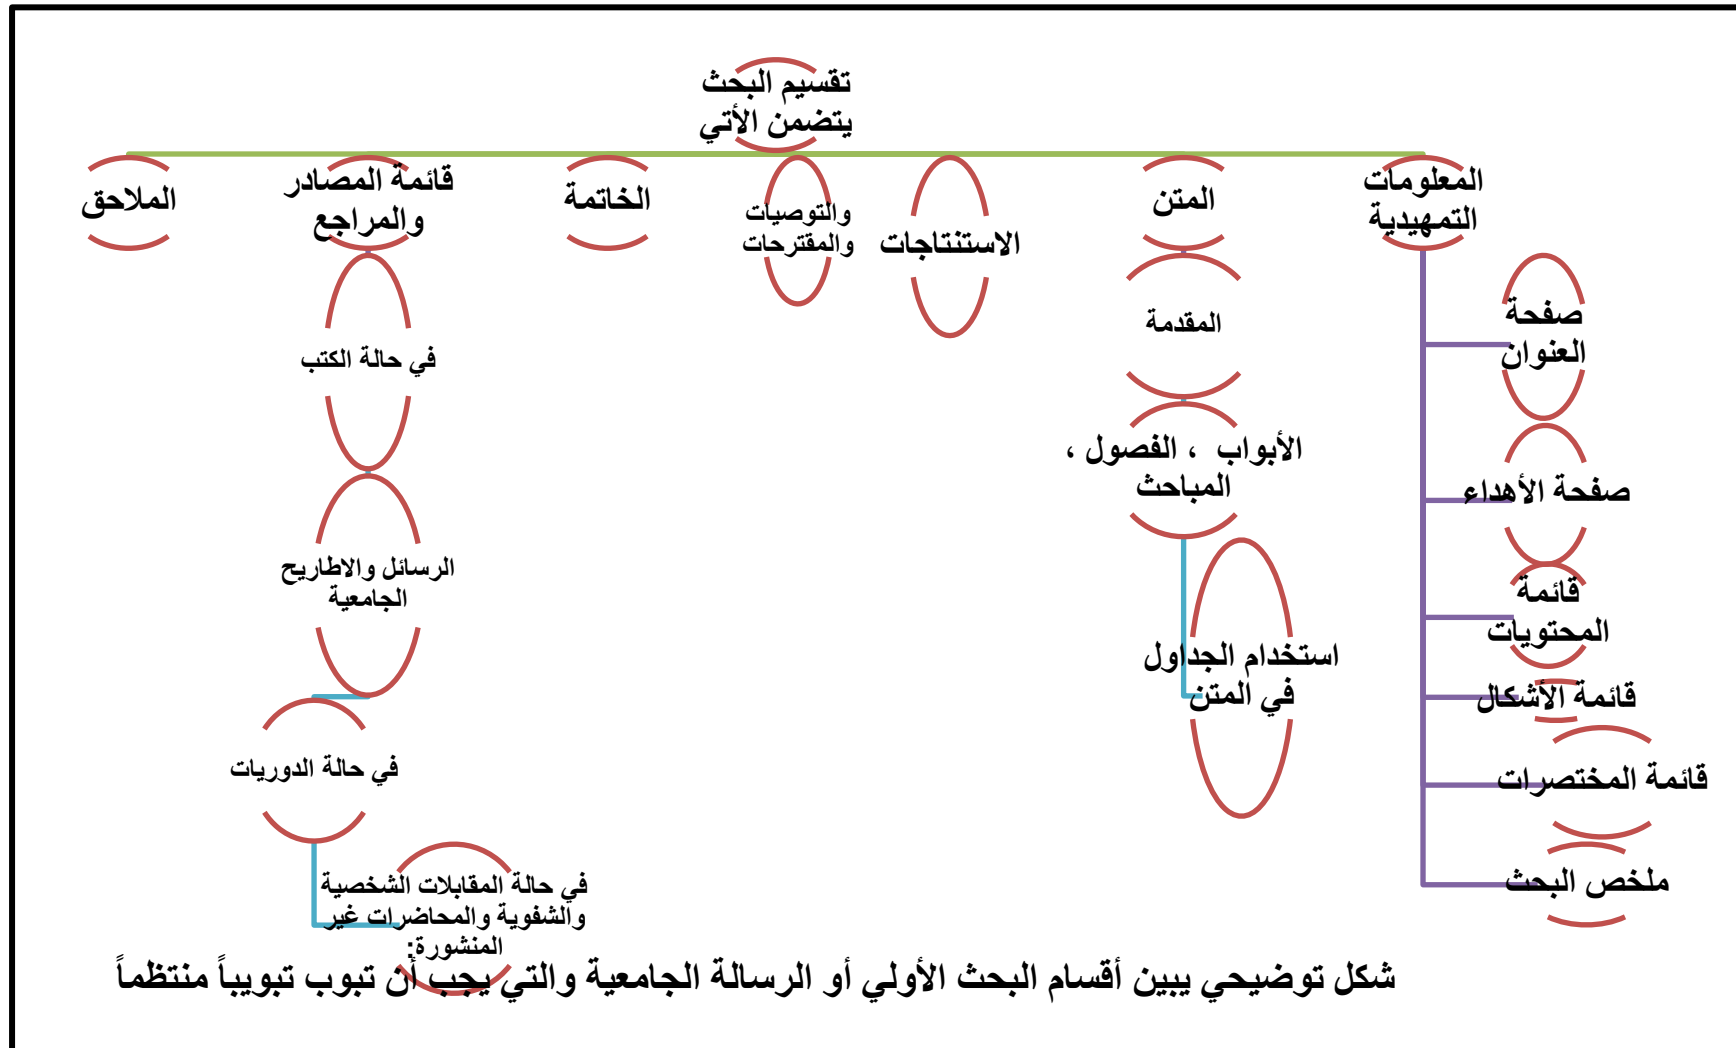 تقسيم البحث
يتضمن الأتي
المعلومات
التمهيدية
صفحة
العنوان
صفحة الأهداء
قائمة
المحتويات
قائمة الأشكال
قائمة المختصرات
ملخص البحث
المتن
المقدمة
الأبواب ، الفصول ،
المباحث
استخدام الجداول
في المتن
الاستنتاجات
والتوصيات
والمقترحات
الخاتمة
قائمة المصادر
والمراجع
في حالة الكتب
الرسائل والاطاريح
الجامعية
في حالة الدوريات
في حالة المقابلات الشخصية
والشفوية والمحاضرات غير
المنشورة:
الملاحق
شكل توضيحي يبين أقسام البحث الأولي أو الرسالة الجامعية والتي يجب أن تبوب تبويباً منتظماً